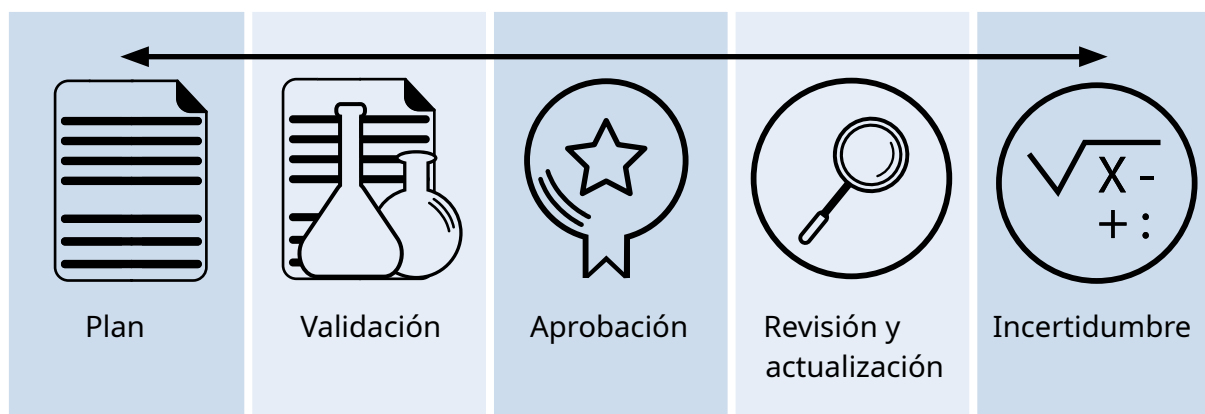 Plan
Validación
Aprobación
Revisión y
actualización
Incertidumbre
X -
+ :